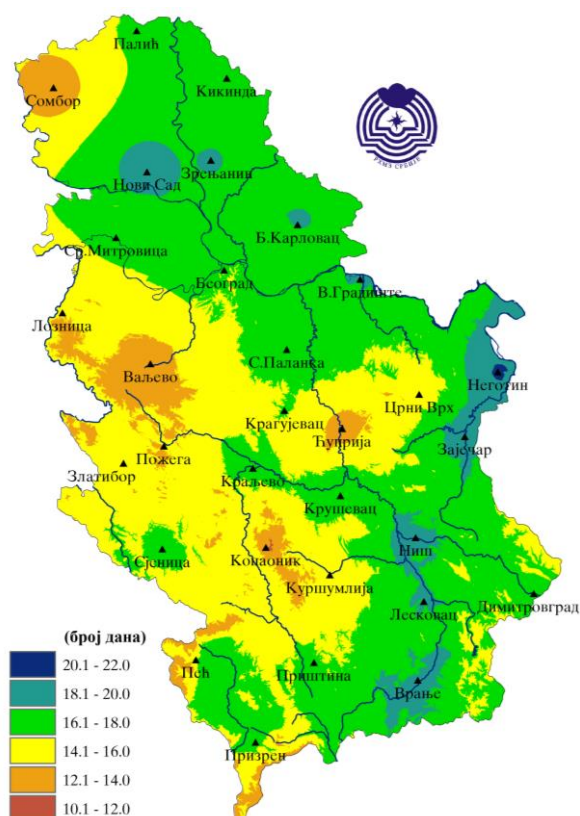 Палић
Сомбор
Кикинда
Нови Сад
Зрењанин
РХМЗ СРБИЈЕ
Б.Карловац
Ср.Митровица
Београд
В.Градиште
Лозница
Ваљево
С.Паланка
Неготин
Црни Врх
Крагујевац
Ћуприја
Зајечар
Пожега
Златибор
Краљево
Крушевац
Сјеница
Копаоник
Ниш
Куршумлија
Лесковац
Димитровград
Пећ
Приштина
Врање
Призрен
(број дана)
20.1 - 22.0
18.1 - 20.0
16.1 - 18.0
14.1 - 16.0
12.1 - 14.0
10.1 - 12.0